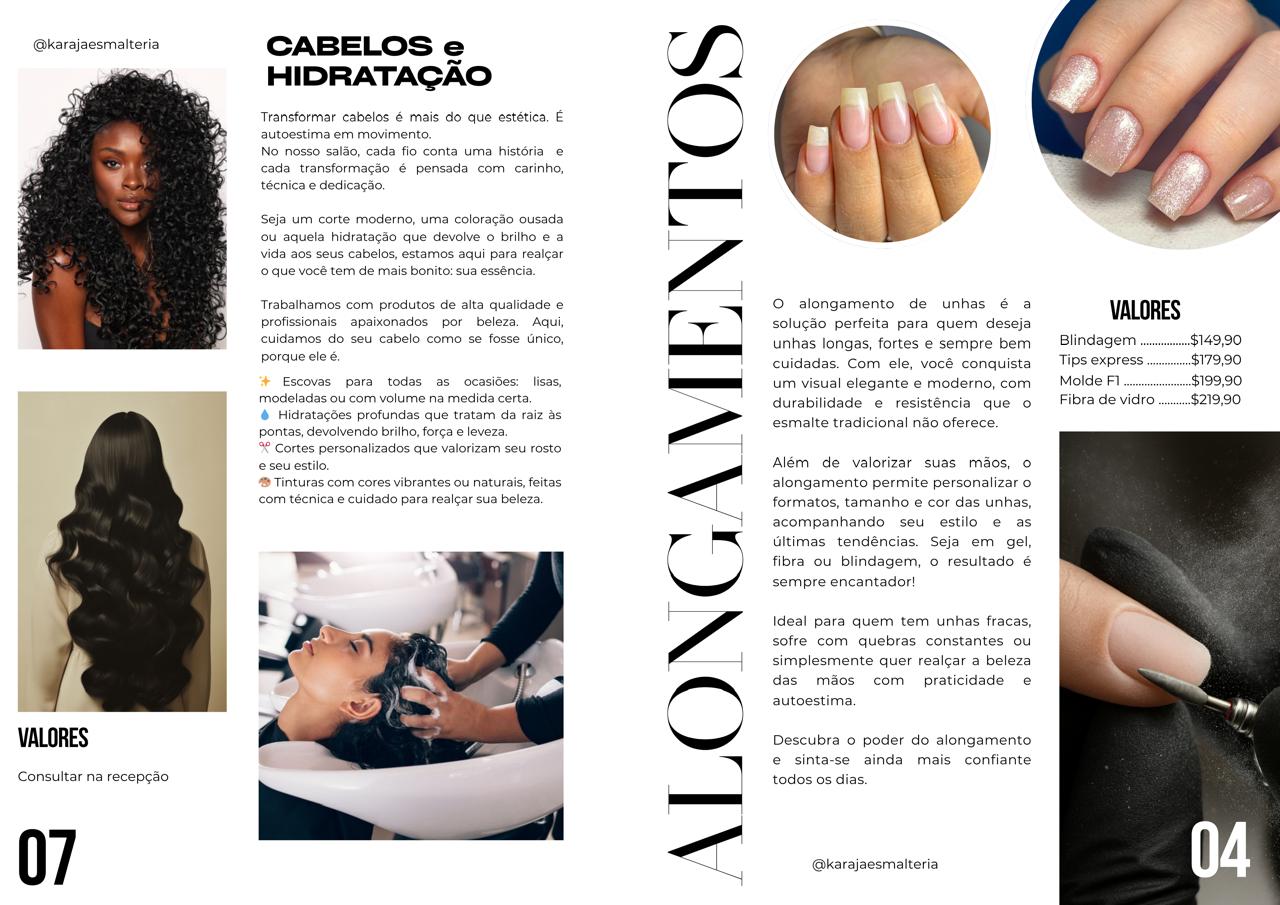 @karajaesmalteria
CABELOS e
HIDRATAÇÃO
Transformar cabelos é mais do que estética. É
autoestima em movimento.
No nosso salão, cada fio conta uma história e
cada transformação é pensada com carinho,
técnica e dedicação.
Seja um corte moderno, uma coloração ousada
ou aquela hidratação que devolve o brilho e a
vida aos seus cabelos, estamos aqui para realçar
o que você tem de mais bonito: sua essência.
Trabalhamos com produtos de alta qualidade e
profissionais apaixonados por beleza. Aqui,
cuidamos do seu cabelo como se fosse único,
porque ele é.
✨ Escovas para todas as ocasiões: lisas,
modeladas ou com volume na medida certa.
💧 Hidratações profundas que tratam da raiz às
pontas, devolvendo brilho, força e leveza.
✂️ Cortes personalizados que valorizam seu rosto
e seu estilo.
🎨 Tinturas com cores vibrantes ou naturais, feitas
com técnica e cuidado para realçar sua beleza.
VALORES
Consultar na recepção
07
ALONGAMENTOS
O alongamento de unhas é a
solução perfeita para quem deseja
unhas longas, fortes e sempre bem
cuidadas. Com ele, você conquista
um visual elegante e moderno, com
durabilidade e resistência que o
esmalte tradicional não oferece.
Além de valorizar suas mãos, o
alongamento permite personalizar o
formatos, tamanho e cor das unhas,
acompanhando seu estilo e as
últimas tendências. Seja em gel,
fibra ou blindagem, o resultado é
sempre encantador!
Ideal para quem tem unhas fracas,
sofre com quebras constantes ou
simplesmente quer realçar a beleza
das mãos com praticidade e
autoestima.
Descubra o poder do alongamento
e sinta-se ainda mais confiante
todos os dias.
@karajaesmalteria
VALORES
Blindagem .................$149,90
Tips express ...............$179,90
Molde F1 .......................$199,90
Fibra de vidro ...........$219,90
04